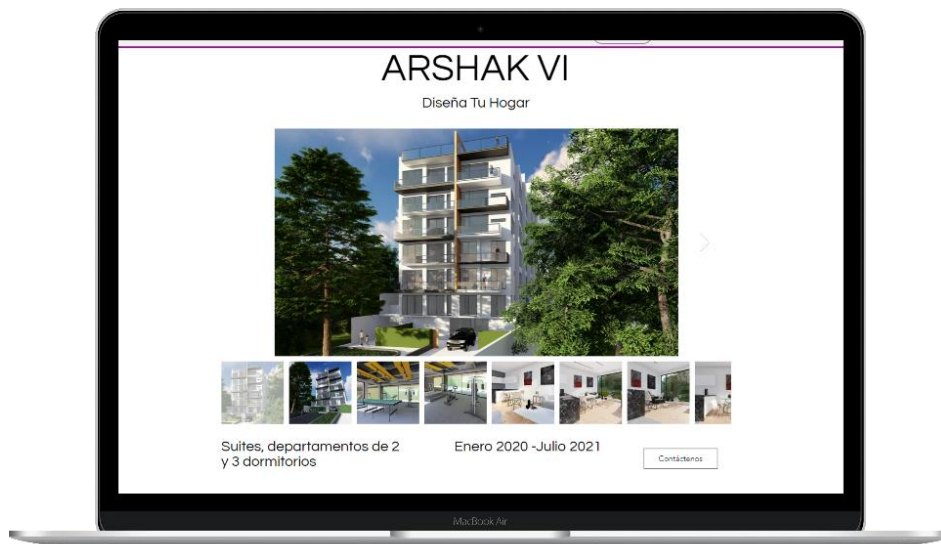 ARSHAK VI
Diseña Tu Hogar
Suites, departamentos de 2
y 3 dormitorios
Enero 2020 -Julio 2021
Contáctenos
MacBook Air